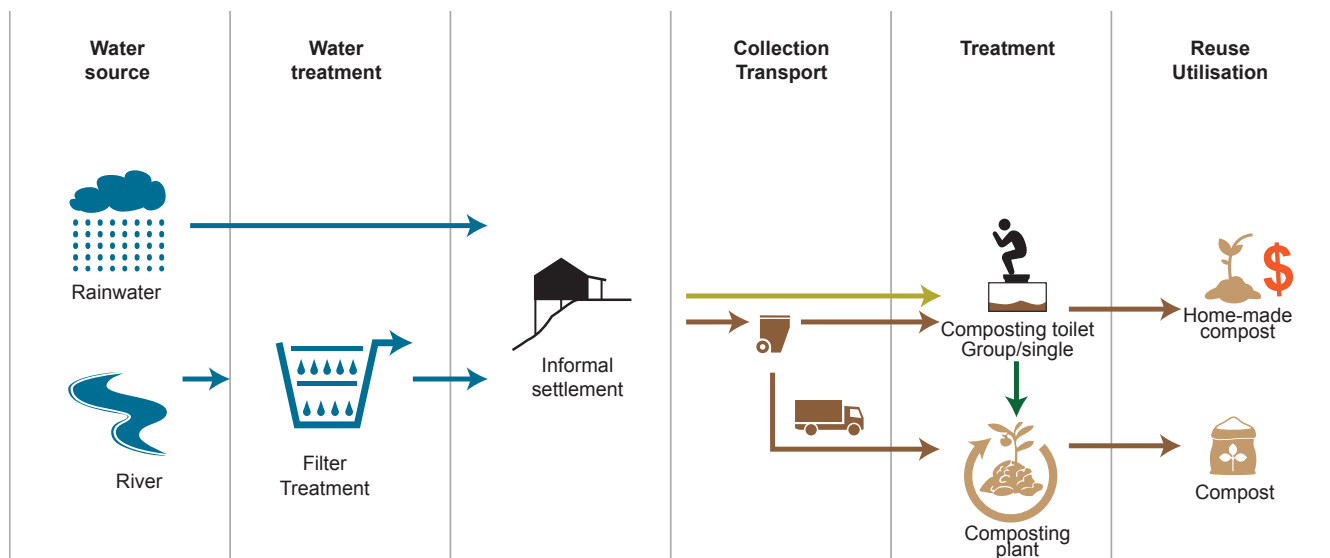 Water
source
Water
treatment
Collection
Transport
Treatment
Reuse
Utilisation
Rainwater
River
Filter
Treatment
Informal
settlement
Composting toilet
Group/single
Composting
plant
$
Home-made
compost
Compost